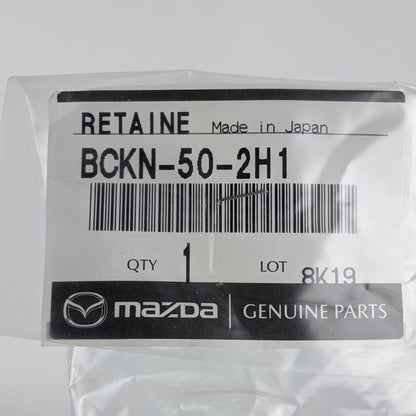 RETAINE Made in Japan
BCKN-50-2H1
QTY 1 LOT 8K19
mazda GENUINE PARTS